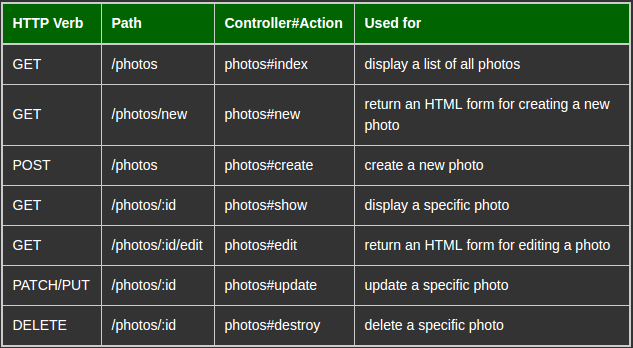 HTTP Verb Path Controller#Action Used for
GET /photos photos#index display a list of all photos
GET /photos/new photos#new return an HTML form for creating a new
photo
POST /photos photos#create create a new photo
GET /photos/:id photos#show display a specific photo
GET /photos/:id/edit photos#edit return an HTML form for editing a photo
PATCH/PUT /photos/:id photos#update update a specific photo
DELETE /photos/:id photos#destroy delete a specific photo